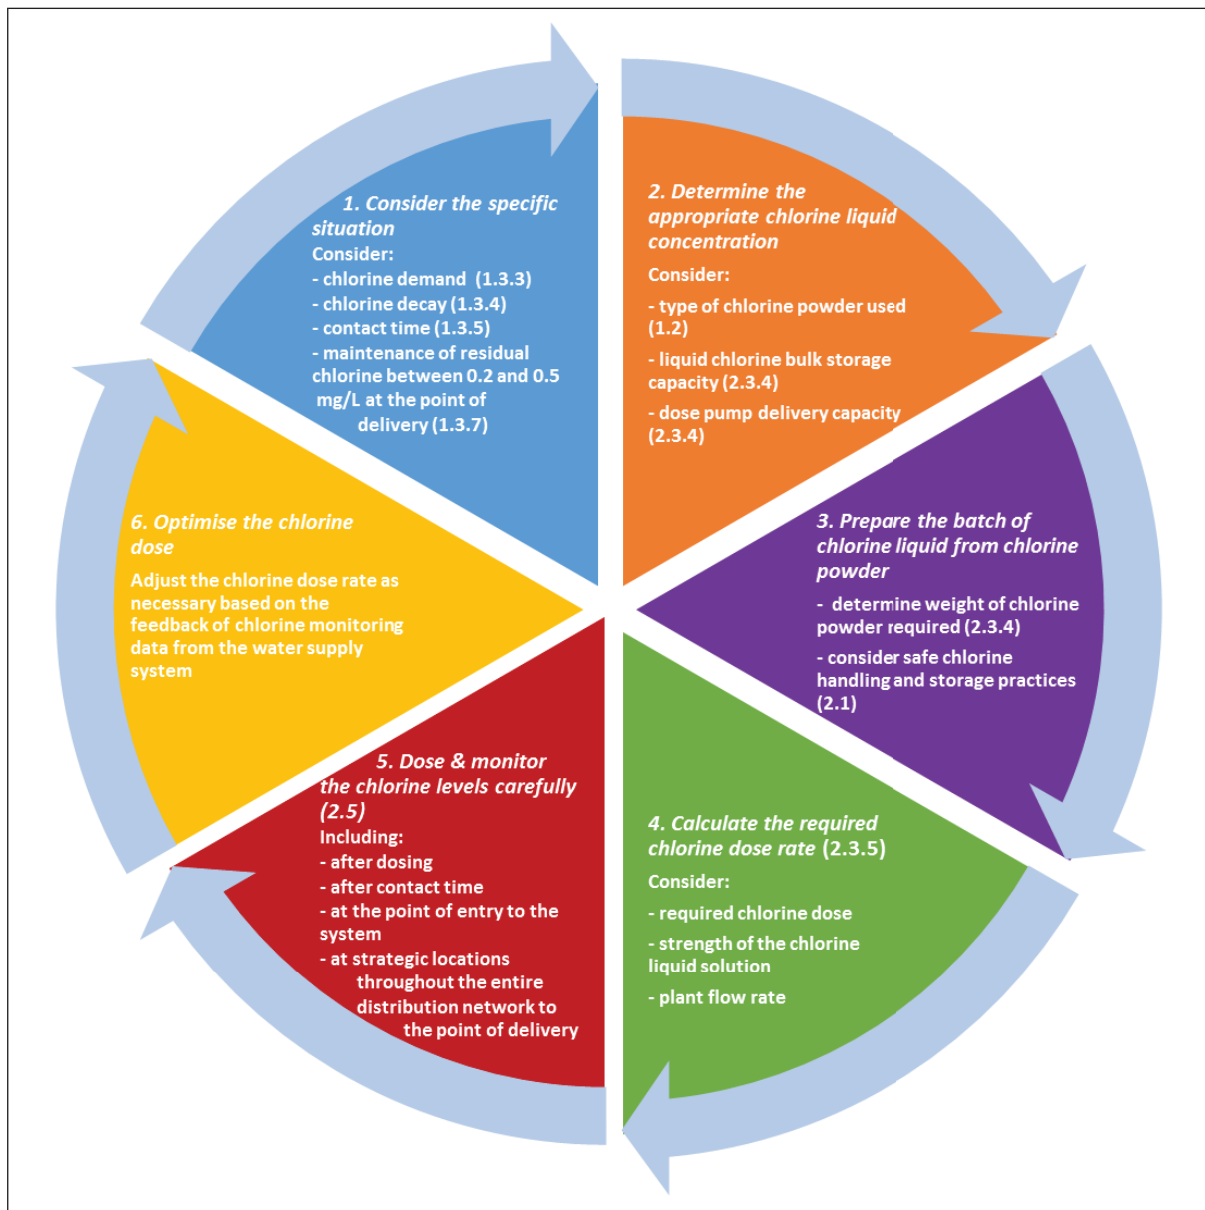 1. Consider the specific
situation
Consider:
- chlorine demand (1.3.3)
- chlorine decay (1.3.4)
- contact time (1.3.5)
- maintenance of residual
chlorine between 0.2 and 0.5
mg/L at the point of
delivery (1.3.7)
2. Determine the
appropriate chlorine liquid
concentration
Consider:
- type of chlorine powder used
(1.2)
- liquid chlorine bulk storage
capacity (2.3.4)
- dose pump delivery capacity
(2.3.4)
3. Prepare the batch of
chlorine liquid from chlorine
powder
- determine weight of chlorine
powder required (2.3.4)
- consider safe chlorine
handling and storage practices
(2.1)
4. Calculate the required
chlorine dose rate (2.3.5)
Consider:
- required chlorine dose
- strength of the chlorine
liquid solution
- plant flow rate
5. Dose & monitor
the chlorine levels carefully
(2.5)
Including:
- after dosing
- after contact time
- at the point of entry to the
system
- at strategic locations
throughout the entire
distribution network to
the point of delivery
6. Optimise the chlorine
dose
Adjust the chlorine dose rate as
necessary based on the
feedback of chlorine monitoring
data from the water supply
system